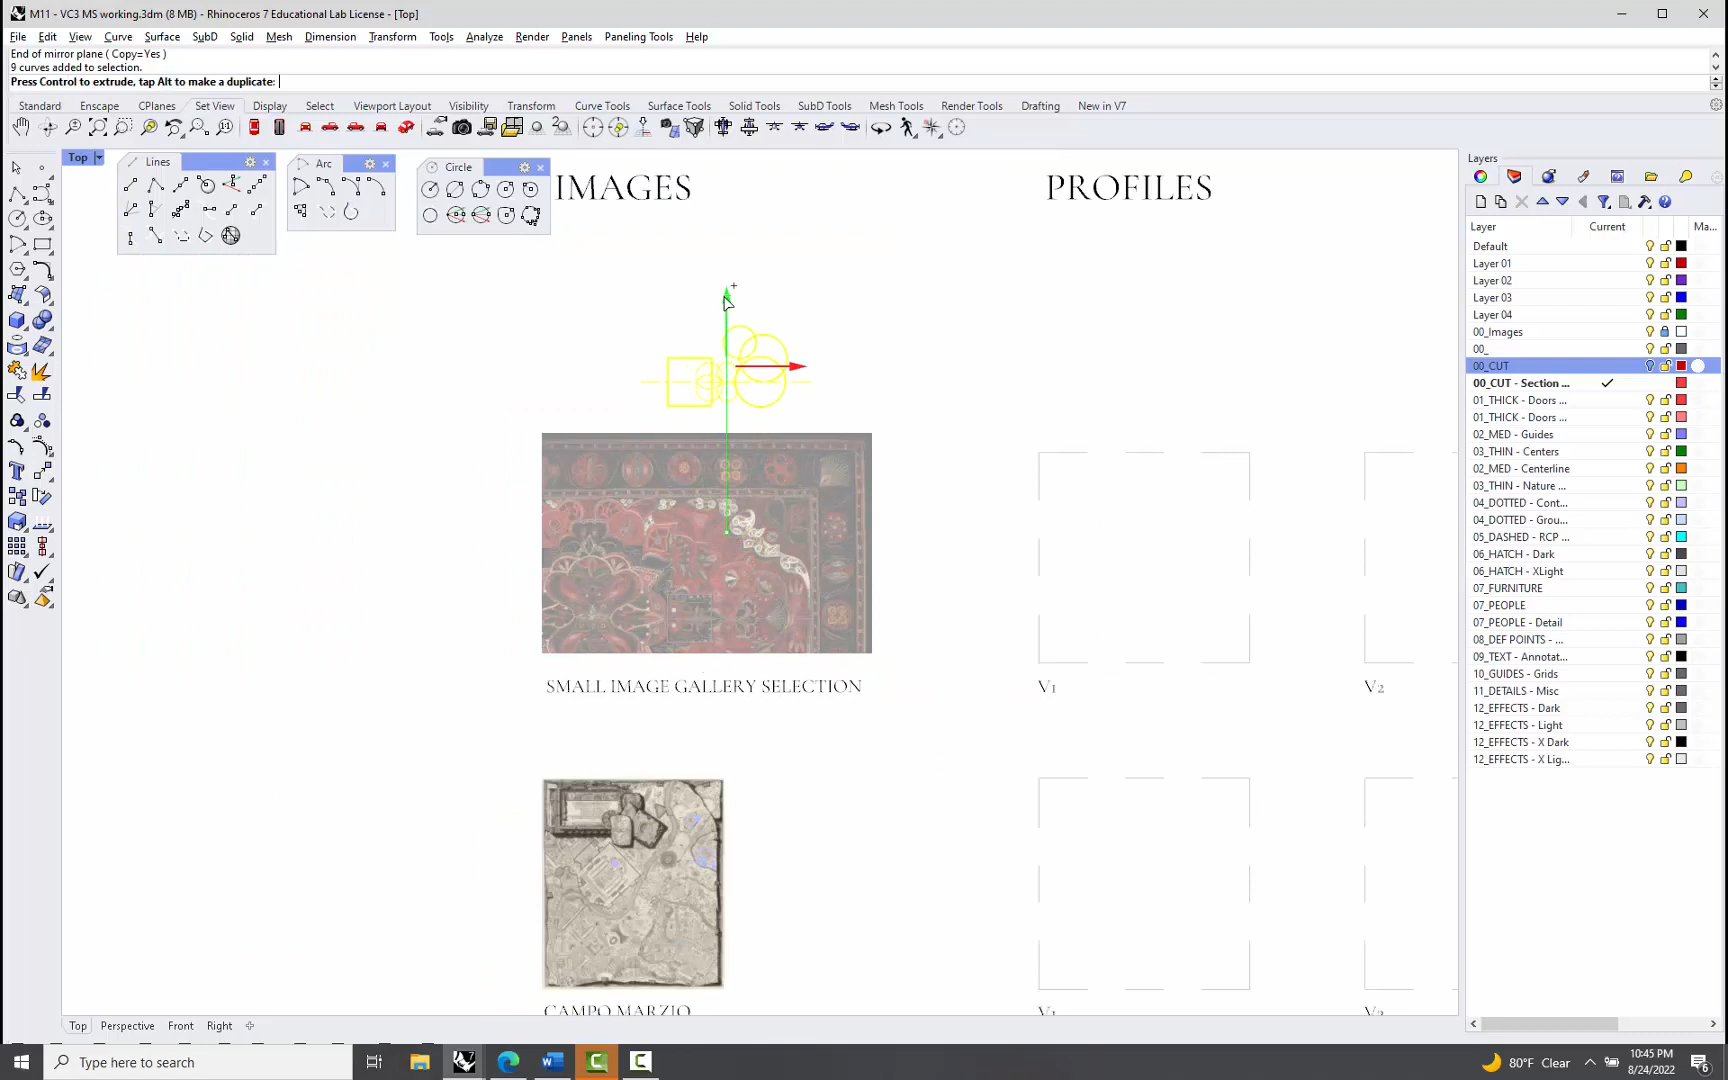 M11 - VC3 MS working.3dm (8 MB) - Rhinoceros 7 Educational Lab License - [Top]
File Edit View Curve Surface SubD Solid Mesh Dimension Transform Tools Analyze Render Panels Paneling Tools Help
End of mirror plane ( Copy=Yes )
9 curves added to selection.
Press Control to extrude, tap Alt to make a duplicate:
Standard Enscape CPlanes Set View Display Select Viewport Layout Visibility Transform Curve Tools Surface Tools Solid Tools SubD Tools Mesh Tools Render Tools Drafting New in V7
Top
Lines
Arc
Circle
IMAGES
PROFILES
SMALL IMAGE GALLERY SELECTION
V1
V2
CAMPO MARZIO
V1
V2
Layers
Layer Current Ma...
Default
Layer 01
Layer 02
Layer 03
Layer 04
00_Images
00_
00_CUT
00_CUT - Section ...
01_THICK - Doors ...
01_THICK - Doors ...
02_MED - Guides
03_THIN - Centers
02_MED - Centerline
03_THIN - Nature ...
04_DOTTED - Cont...
04_DOTTED - Grou...
05_DASHED - RCP ...
06_HATCH - Dark
06_HATCH - XLight
07_FURNITURE
07_PEOPLE
07_PEOPLE - Detail
08_DEF POINTS - ...
09_TEXT - Annotat...
10_GUIDES - Grids
11_DETAILS - Misc
12_EFFECTS - Dark
12_EFFECTS - Light
12_EFFECTS - X Dark
12_EFFECTS - X Lig...
Top Perspective Front Right
Type here to search
80°F Clear
10:45 PM
8/24/2022
6